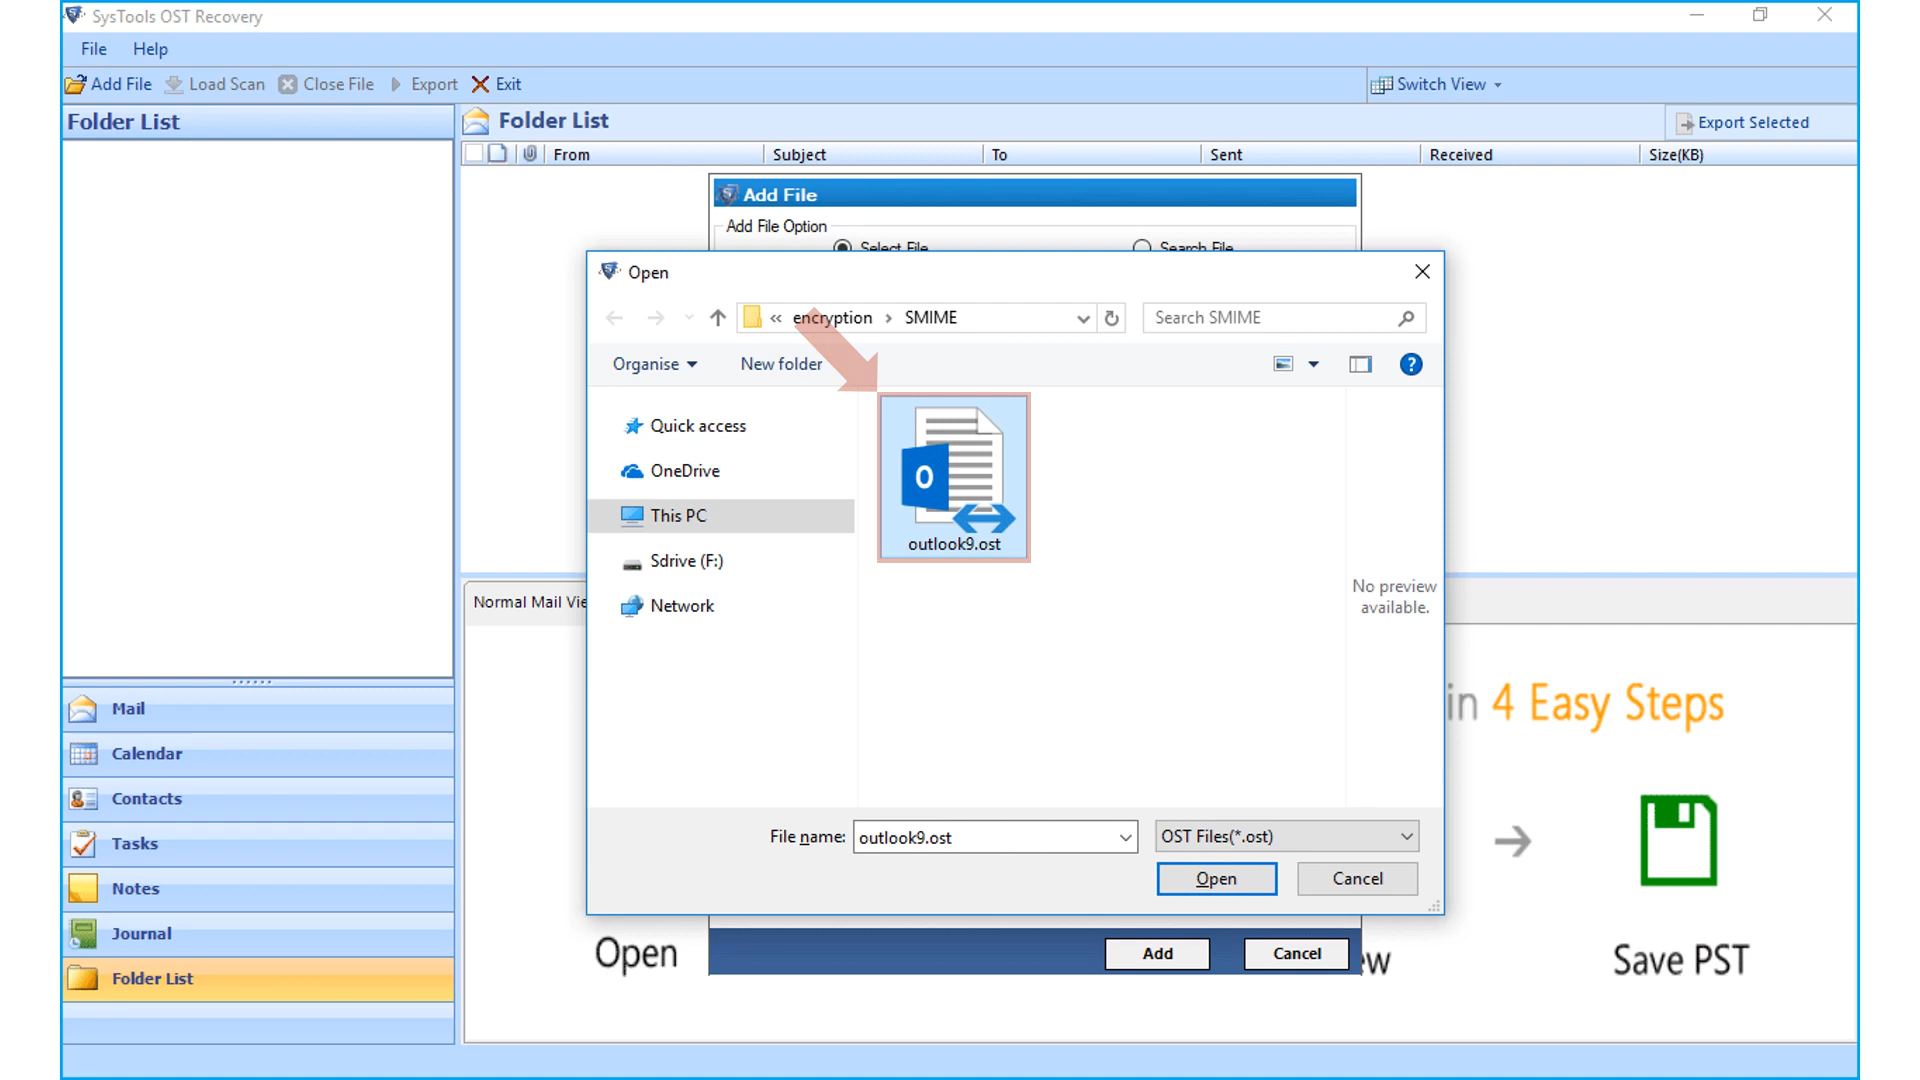 SysTools OST Recovery
File Help
Add File Load Scan Close File Export Exit Switch View
Folder List
Folder List
Export Selected
From Subject To Sent Received Size(KB)
Add File
Add File Option
Select File Search File
Open
« encryption > SMIME
Search SMIME
Organise New folder
Quick access
OneDrive
This PC
Sdrive (F:)
Network
O
outlook9.ost
No preview
available.
File name: outlook9.ost
OST Files(*.ost)
Open Cancel
Add Cancel
Normal Mail Vie
in 4 Easy Steps
Open
ew
Save PST
Mail
Calendar
Contacts
Tasks
Notes
Journal
Folder List